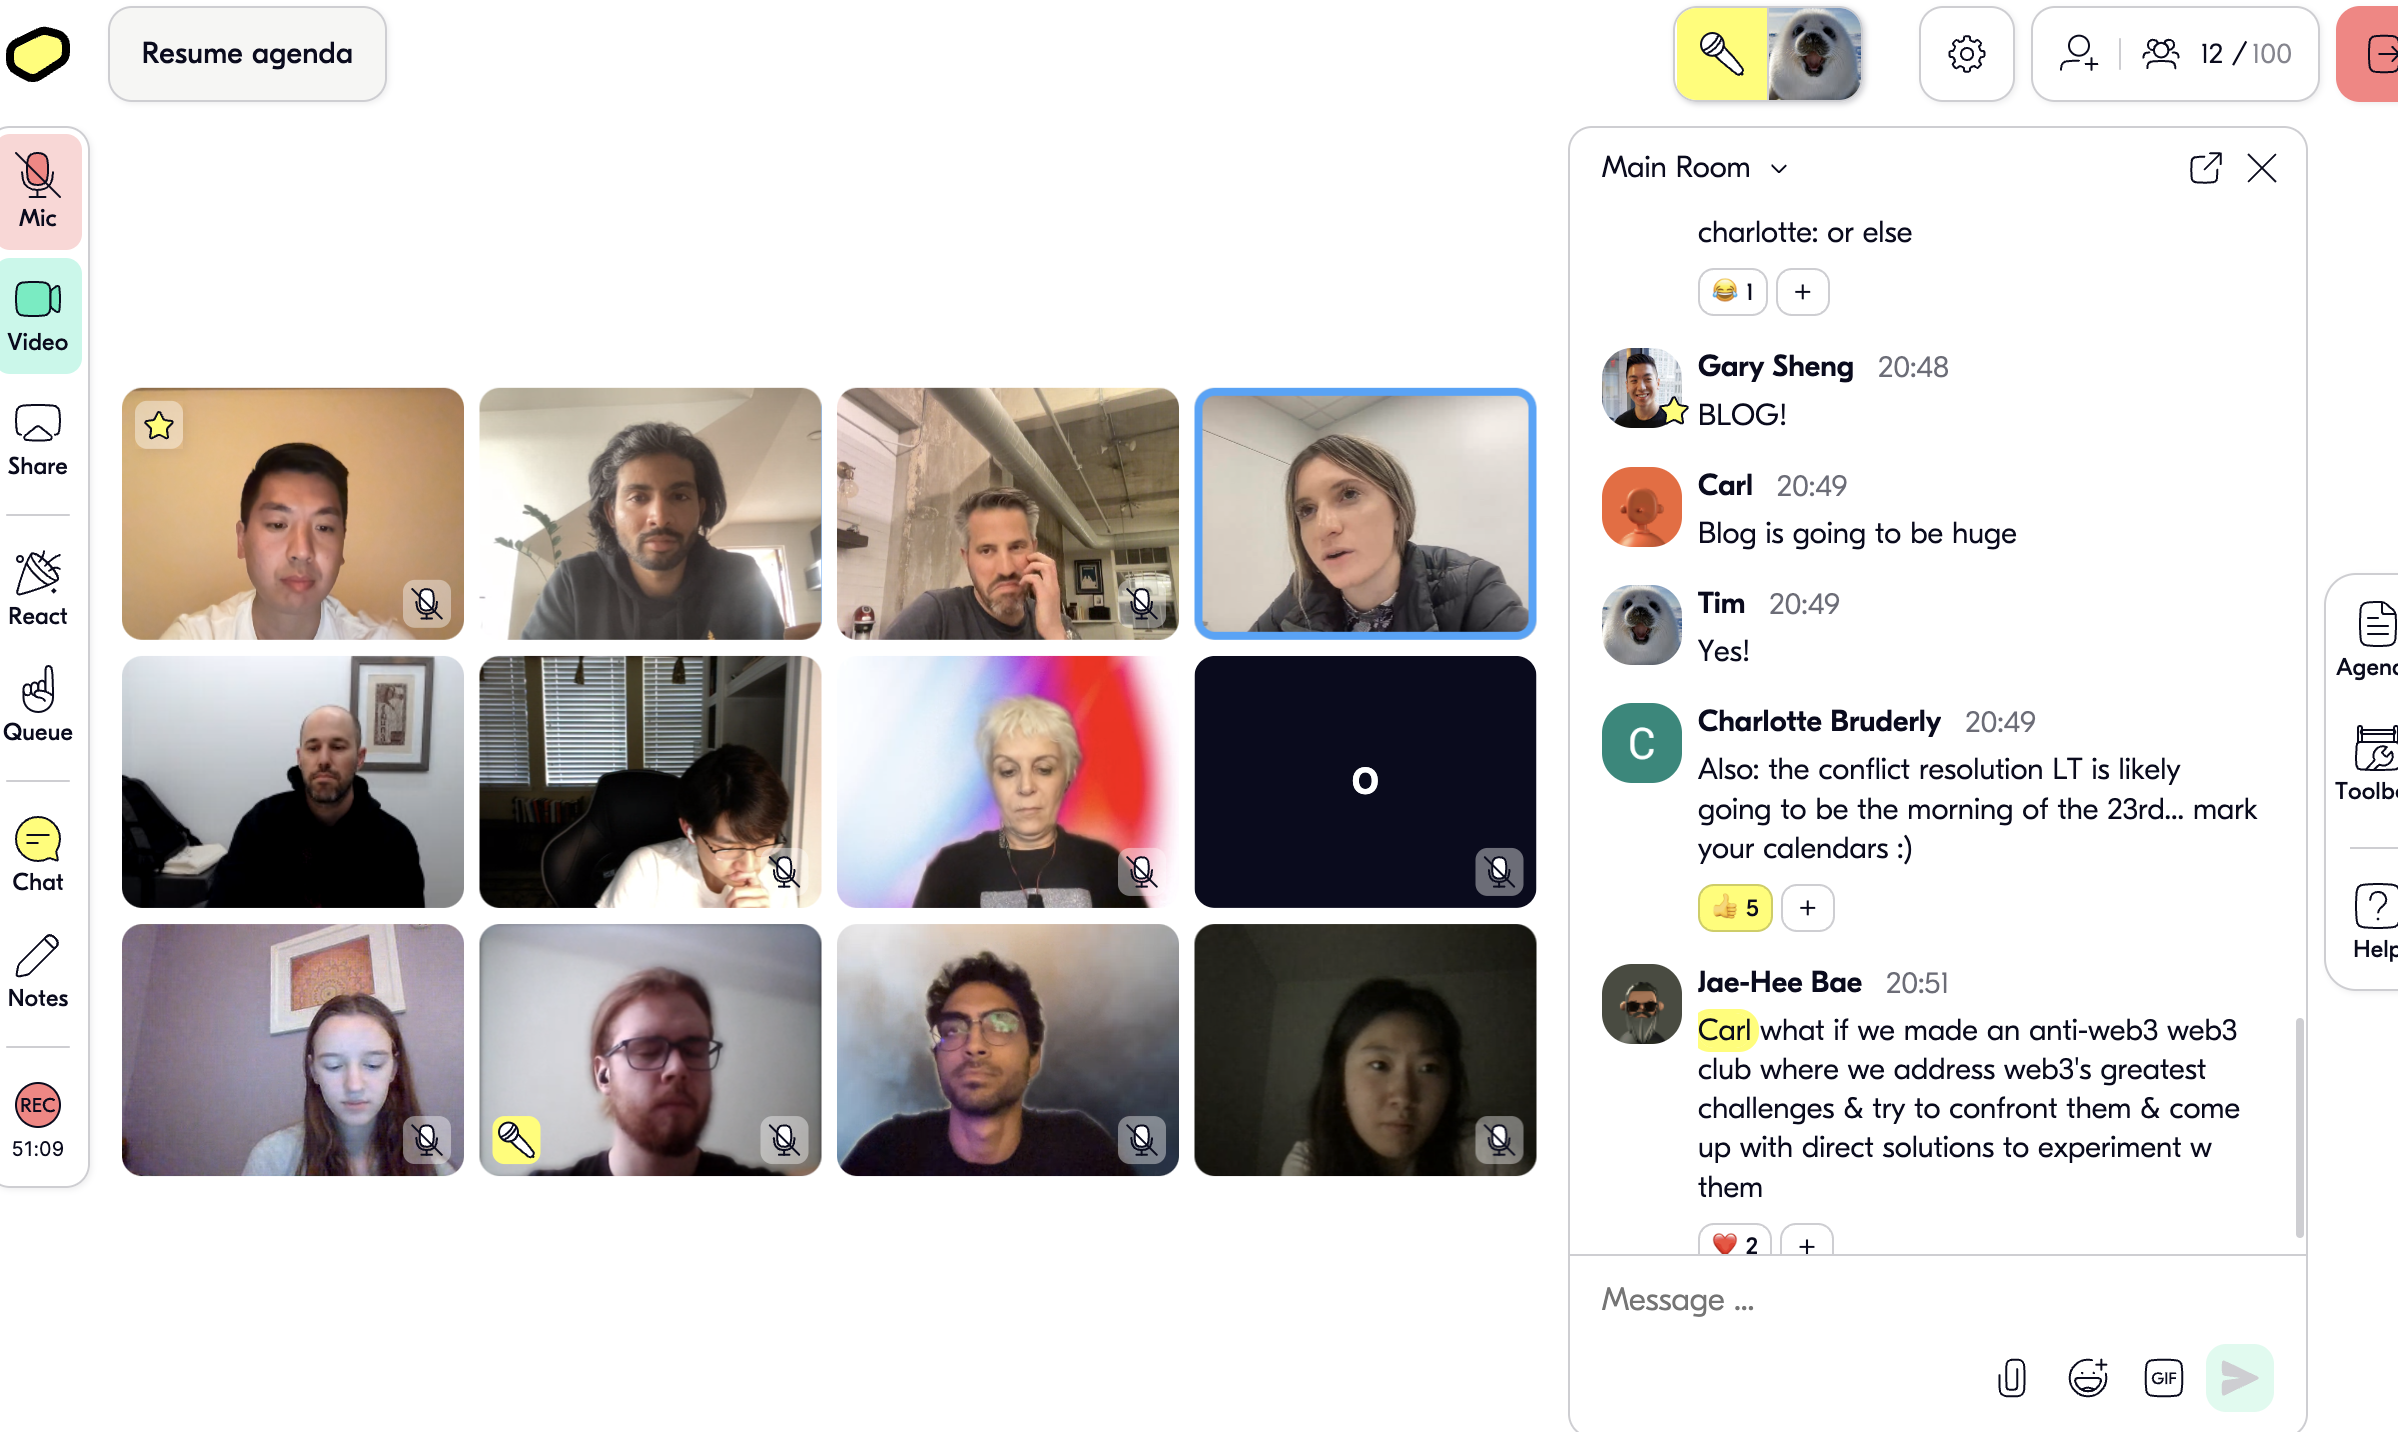 Resume agenda
12 / 100
Mic
Video
Share
React
Queue
Chat
Notes
REC
51:09
o
Main Room
charlotte: or else
😂 1 +
Gary Sheng 20:48
BLOG!
Carl 20:49
Blog is going to be huge
Tim 20:49
Yes!
C
Charlotte Bruderly 20:49
Also: the conflict resolution LT is likely
going to be the morning of the 23rd... mark
your calendars :)
👍 5 +
Jae-Hee Bae 20:51
Carl what if we made an anti-web3 web3
club where we address web3's greatest
challenges & try to confront them & come
up with direct solutions to experiment w
them
❤️ 2 +
Message ...
GIF
Agen
Toolb
Help